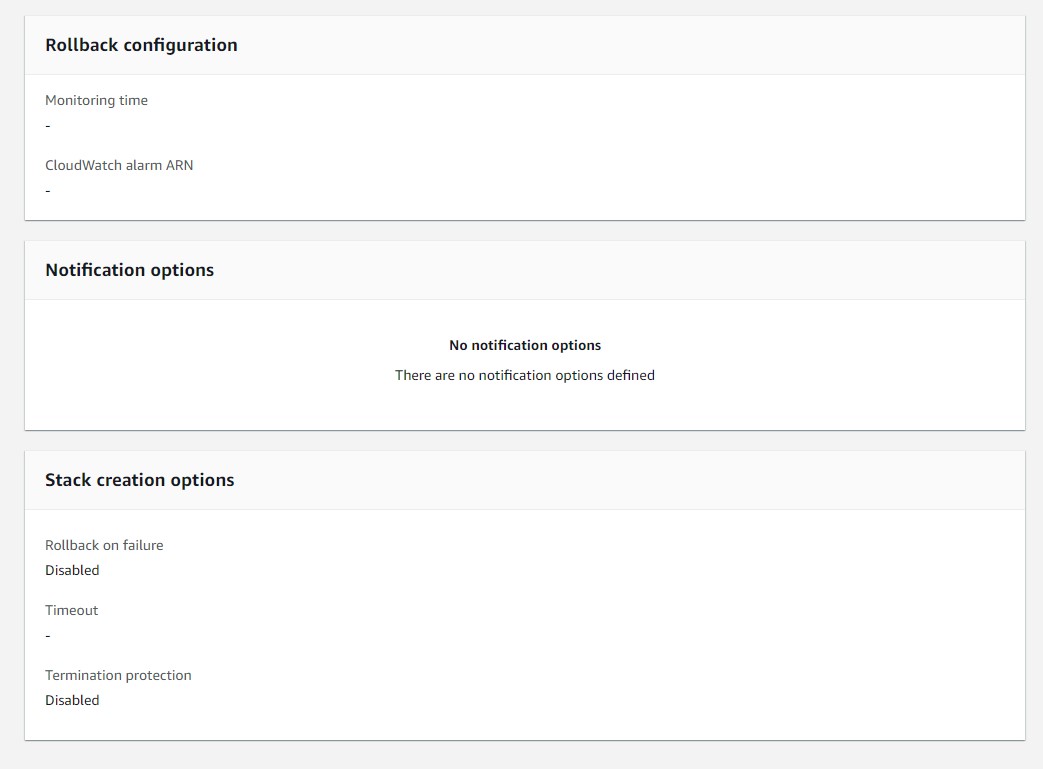 Rollback configuration
Monitoring time
-
CloudWatch alarm ARN
-
Notification options
No notification options
There are no notification options defined
Stack creation options
Rollback on failure
Disabled
Timeout
-
Termination protection
Disabled